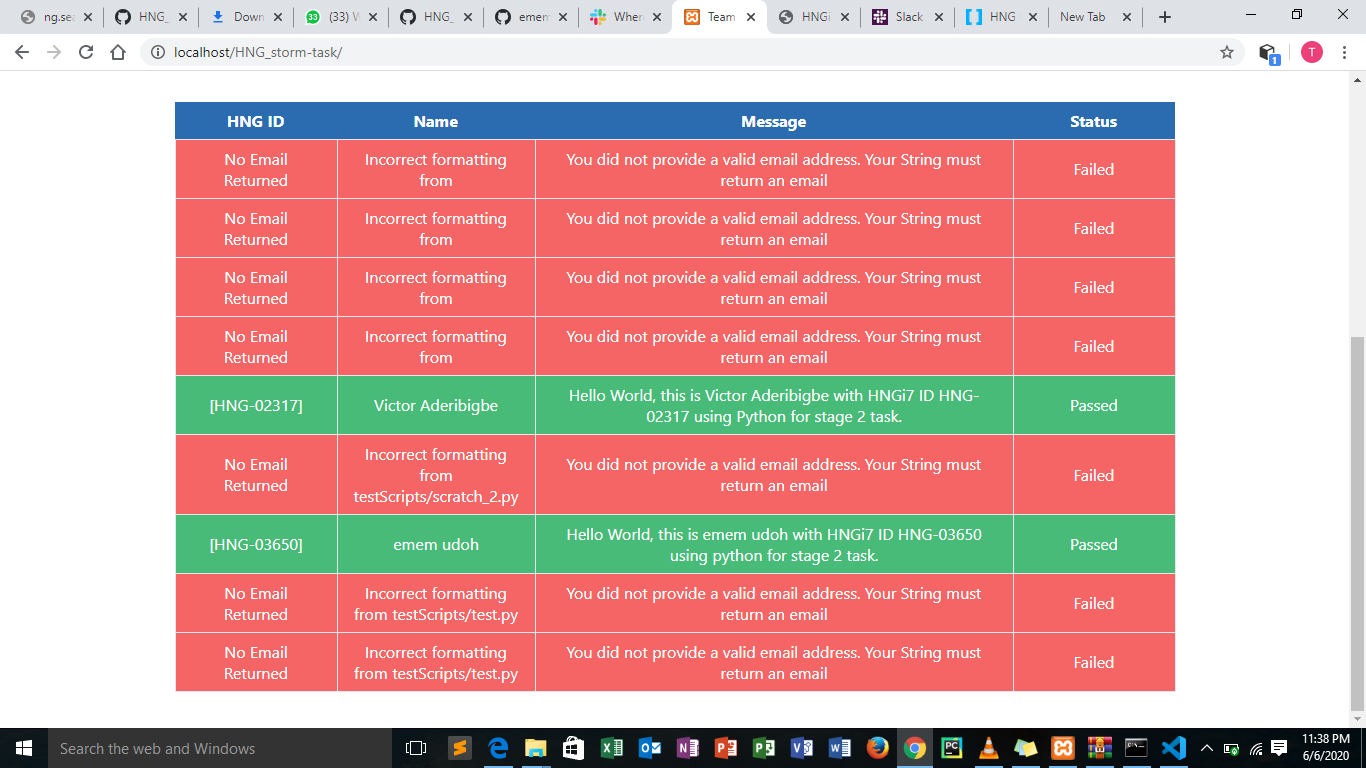 ng.sea
HNG_
Down
(33) W
HNG_
emem
Wher
Team
HNGi
Slack
HNG
New Tab
localhost/HNG_storm-task/
T
1
HNG ID Name Message Status
No Email Incorrect formatting You did not provide a valid email address. Your String must Failed
Returned from return an email
No Email Incorrect formatting You did not provide a valid email address. Your String must Failed
Returned from return an email
No Email Incorrect formatting You did not provide a valid email address. Your String must Failed
Returned from return an email
No Email Incorrect formatting You did not provide a valid email address. Your String must Failed
Returned from return an email
[HNG-02317] Victor Aderibigbe Hello World, this is Victor Aderibigbe with HNGi7 ID HNG- Passed
02317 using Python for stage 2 task.
No Email Incorrect formatting You did not provide a valid email address. Your String must Failed
Returned from return an email
testScripts/scratch_2.py
[HNG-03650] emem udoh Hello World, this is emem udoh with HNGi7 ID HNG-03650 Passed
using python for stage 2 task.
No Email Incorrect formatting You did not provide a valid email address. Your String must Failed
Returned from testScripts/test.py return an email
No Email Incorrect formatting You did not provide a valid email address. Your String must Failed
Returned from testScripts/test.py return an email
Search the web and Windows
11:38 PM
6/6/2020